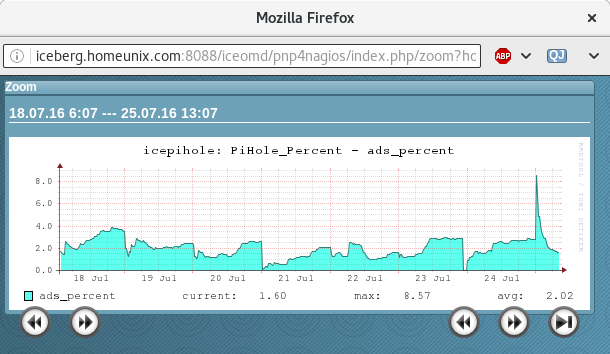 Mozilla Firefox
iceberg.homeunix.com:8088/iceomd/pnp4nagios/index.php/zoom?hc
ABP
QJ
Zoom
18.07.16 6:07 --- 25.07.16 13:07
icepihole: PiHole_Percent - ads_percent
RRDTOOL / TOBI OETIKER
8.0
6.0
4.0
2.0
0.0
18 Jul 19 Jul 20 Jul 21 Jul 22 Jul 23 Jul 24 Jul
ads_percent current: 1.60 max: 8.57 avg: 2.02